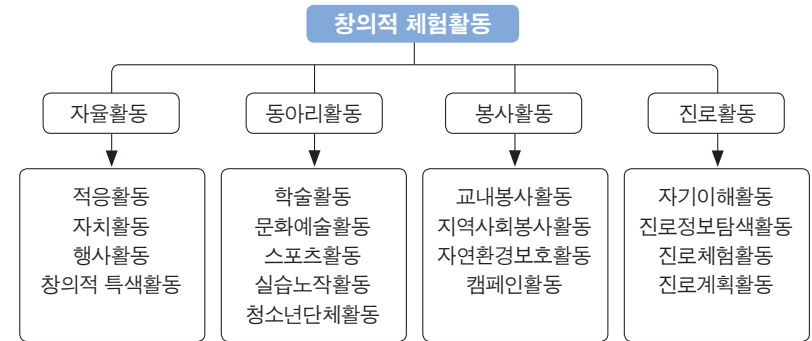 창의적 체험활동
자율활동
동아리활동
봉사활동
진로활동
적응활동
자치활동
행사활동
창의적 특색활동
학술활동
문화예술활동
스포츠활동
실습노작활동
청소년단체활동
교내봉사활동
지역사회봉사활동
자연환경보호활동
캠페인활동
자기이해활동
진로정보탐색활동
진로체험활동
진로계획활동